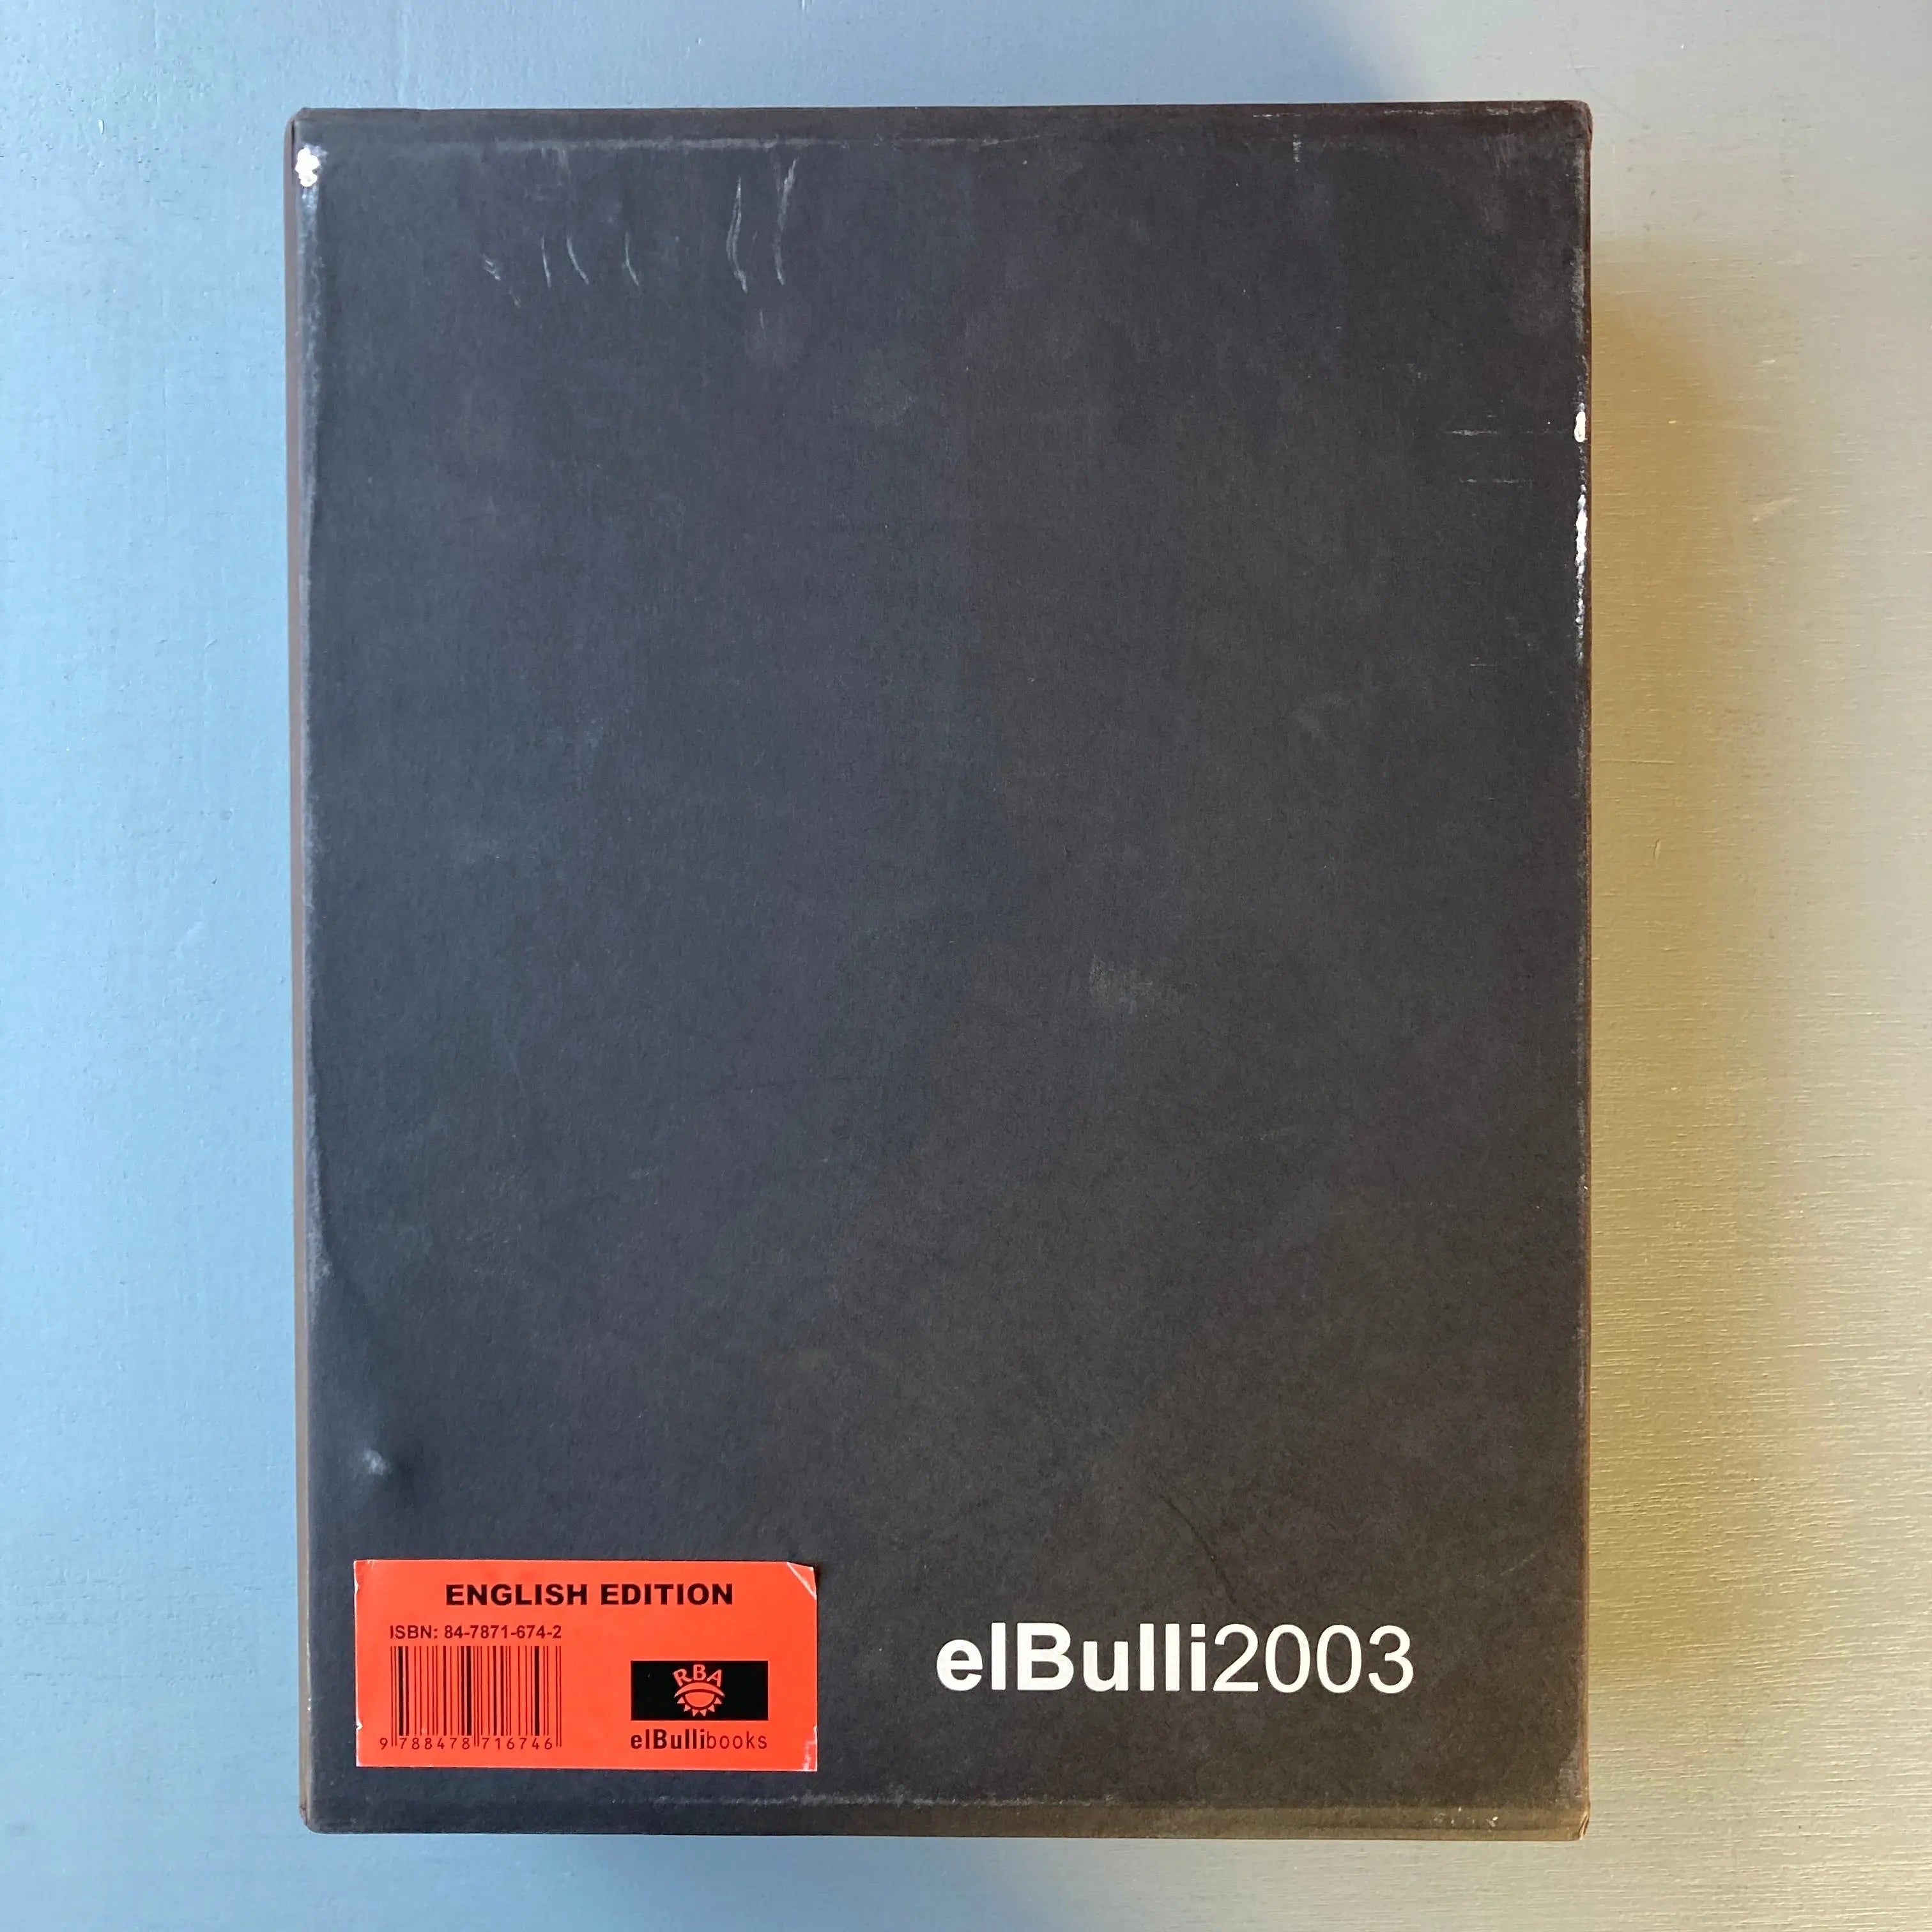 ENGLISH EDITION
ISBN: 84-7871-674-2
9 788478 716746
RBA
elBullibooks
elBulli2003